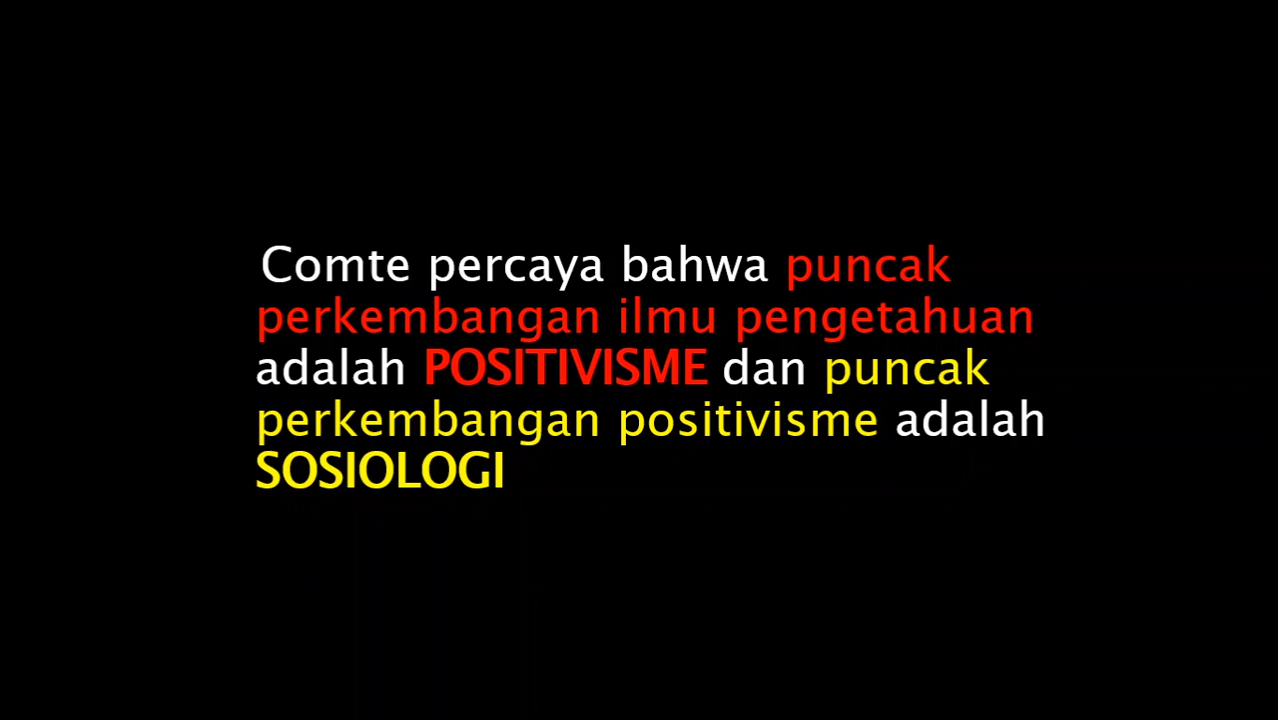 Comte percaya bahwa puncak
perkembangan ilmu pengetahuan
adalah POSITIVISME dan puncak
perkembangan positivisme adalah
SOSIOLOGI